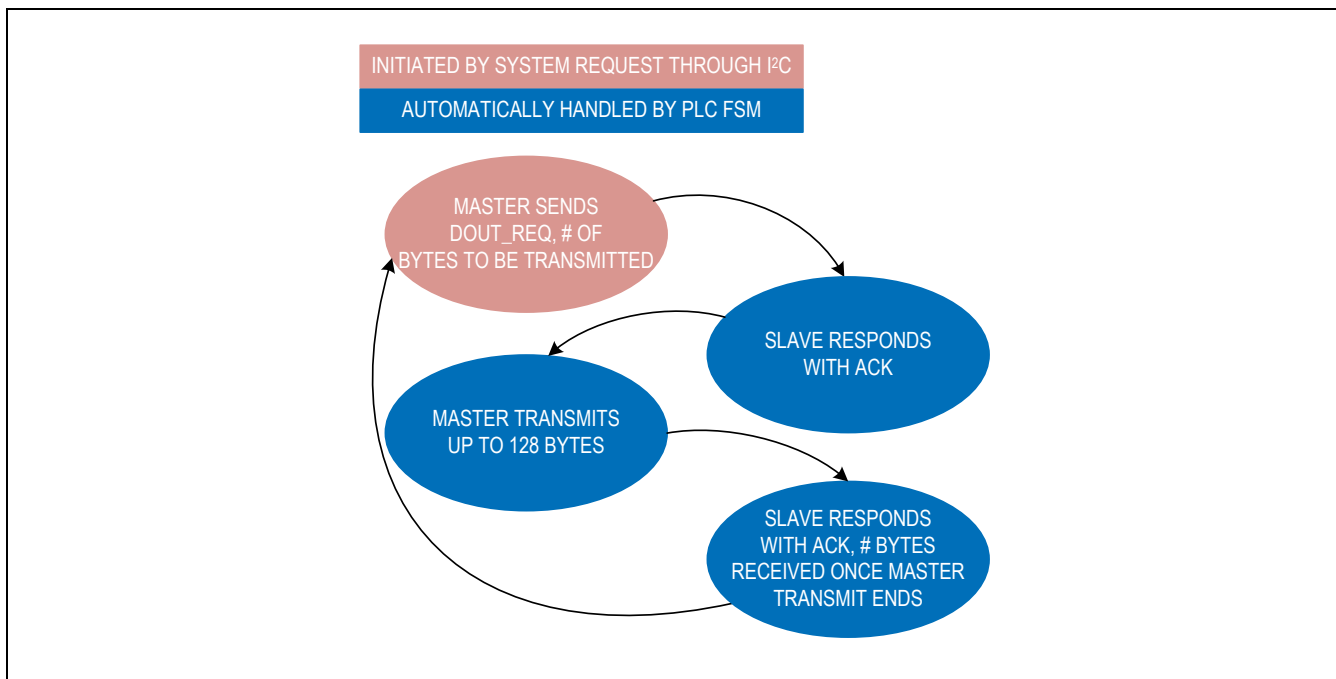 INITIATED BY SYSTEM REQUEST THROUGH I²C
AUTOMATICALLY HANDLED BY PLC FSM
MASTER SENDS
DOUT_REQ, # OF
BYTES TO BE TRANSMITTED
SLAVE RESPONDS
WITH ACK
MASTER TRANSMITS
UP TO 128 BYTES
SLAVE RESPONDS
WITH ACK, # BYTES
RECEIVED ONCE MASTER
TRANSMIT ENDS